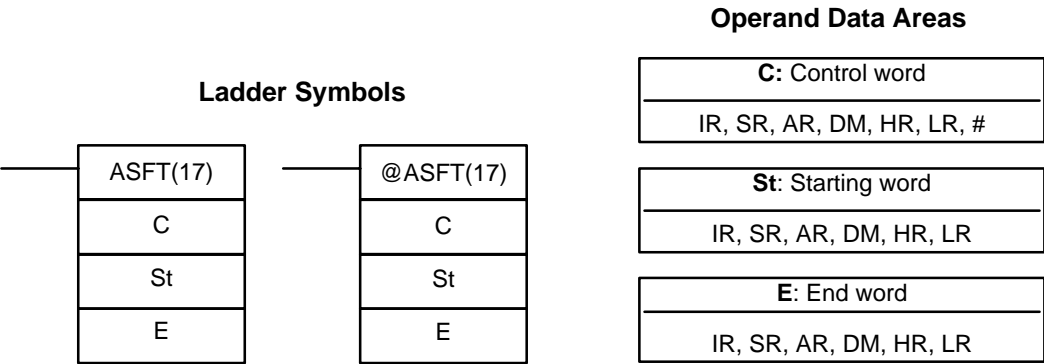 Ladder Symbols
ASFT(17)
C
St
E
@ASFT(17)
C
St
E
Operand Data Areas
C: Control word
IR, SR, AR, DM, HR, LR, #
St: Starting word
IR, SR, AR, DM, HR, LR
E: End word
IR, SR, AR, DM, HR, LR